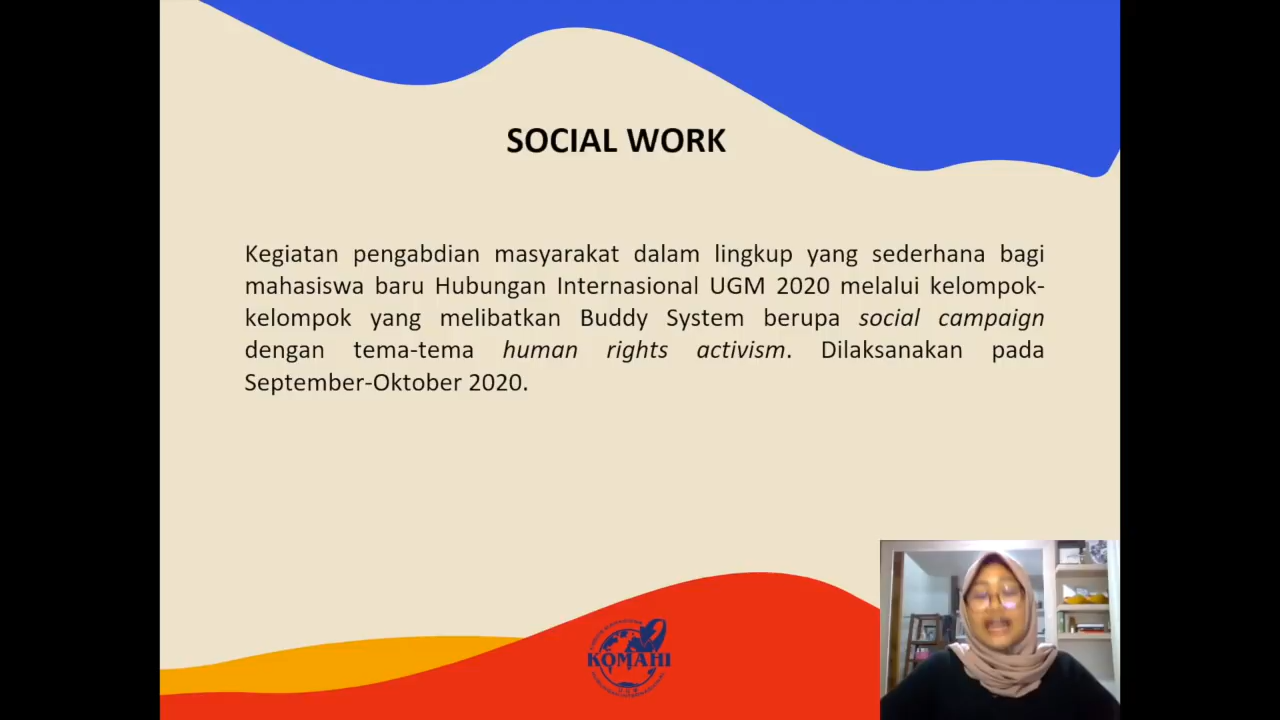 SOCIAL WORK
Kegiatan pengabdian masyarakat dalam lingkup yang sederhana bagi
mahasiswa baru Hubungan Internasional UGM 2020 melalui kelompok-
kelompok yang melibatkan Buddy System berupa social campaign
dengan tema-tema human rights activism. Dilaksanakan pada
September-Oktober 2020.
KOMAHI